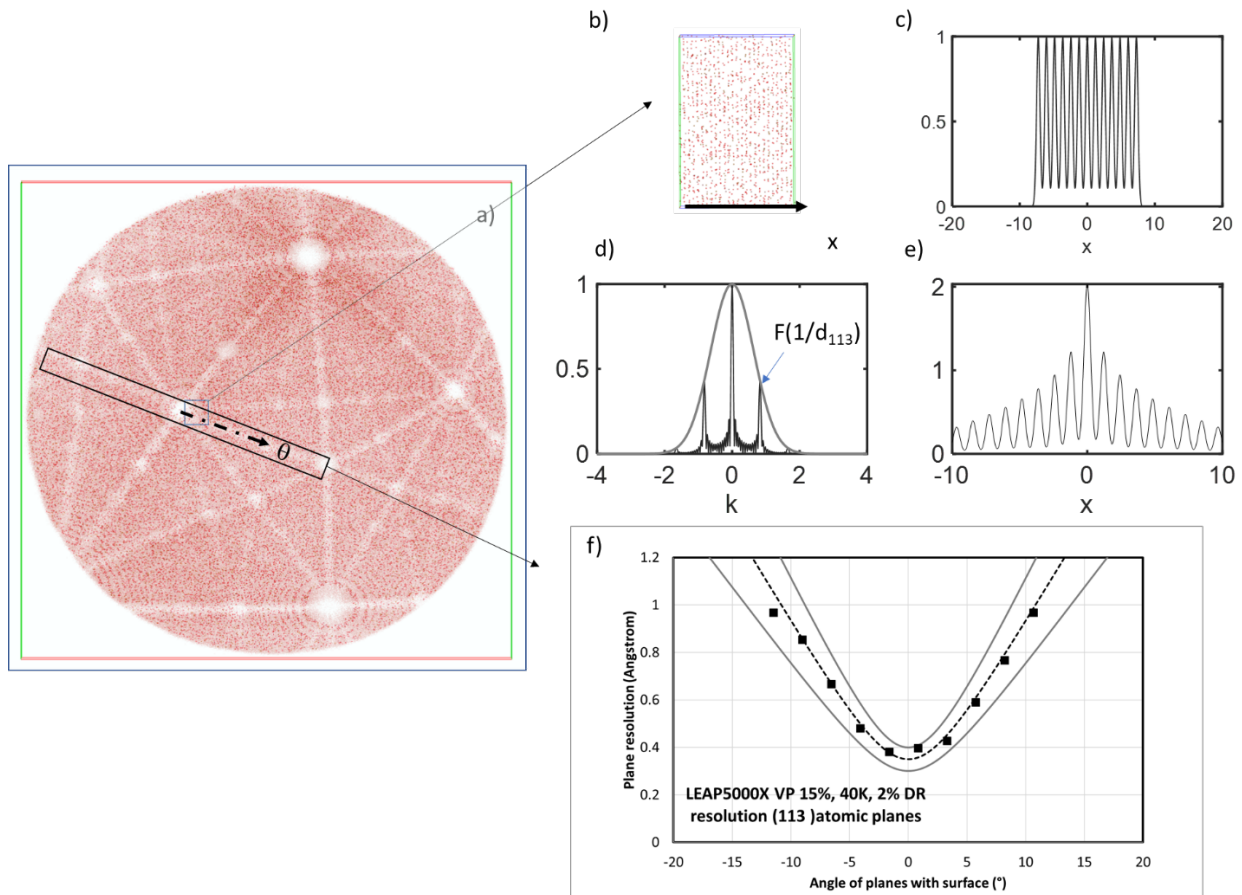 a)
θ
b)
x
c)
1
0.5
0
-20
-10
0
10
20
x
d)
1
0.5
0
-4
-2
0
2
4
k
F(1/d113)
e)
2
1
0
-10
0
10
x
f)
1.2
1
0.8
0.6
0.4
0.2
0
Plane resolution (Angstrom)
LEAP5000X VP 15%, 40K, 2% DR
resolution (113 )atomic planes
-20
-15
-10
-5
0
5
10
15
20
Angle of planes with surface (°)